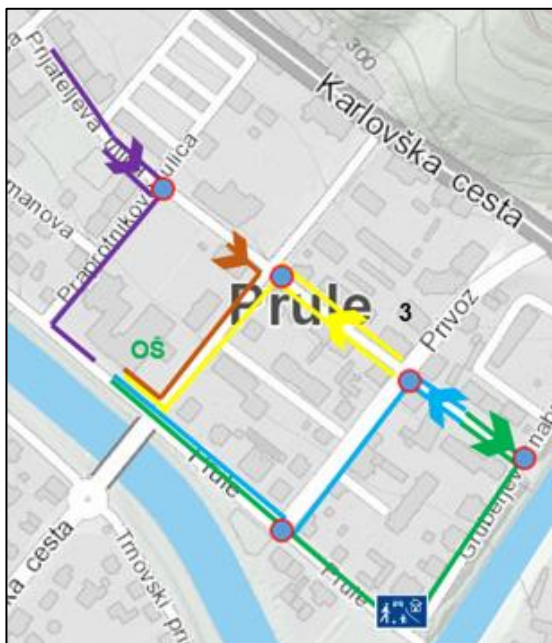 300
Karlovška cesta
Prijateljeva ulica
Praprotnikova ulica
manova
Prule
3
Privoz
OŠ
Prule
Gruberjevo nab
Prule
ka cesta
Trnovski pri